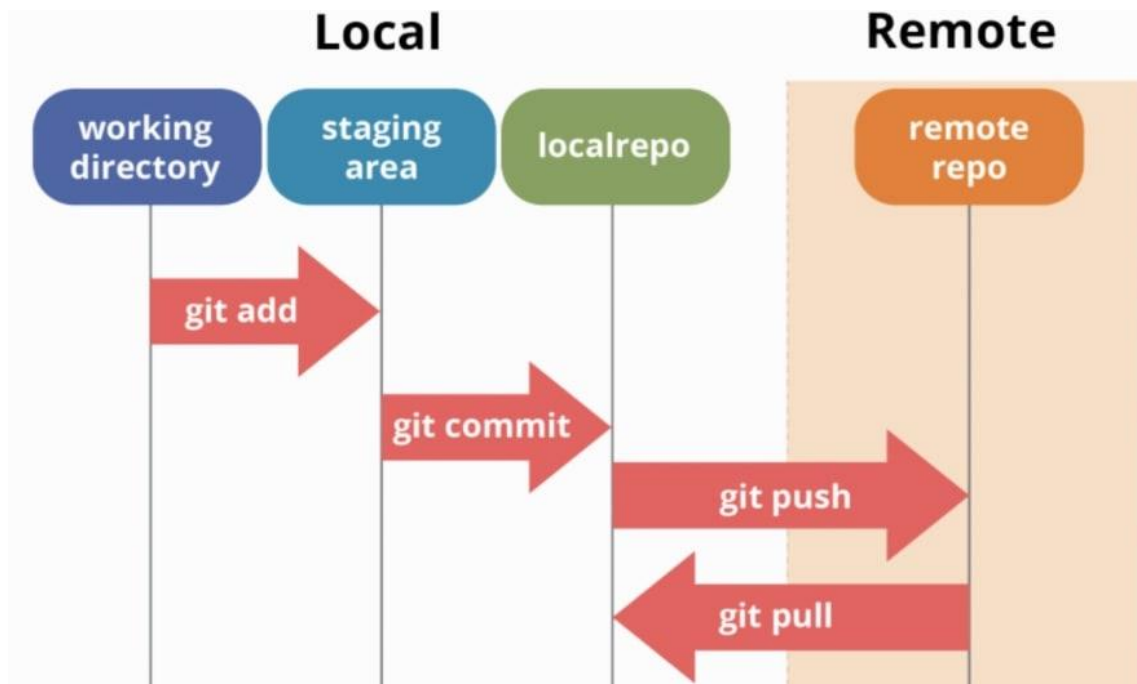 Local
Remote
working
directory
staging
area
localrepo
remote
repo
git add
git commit
git push
git pull